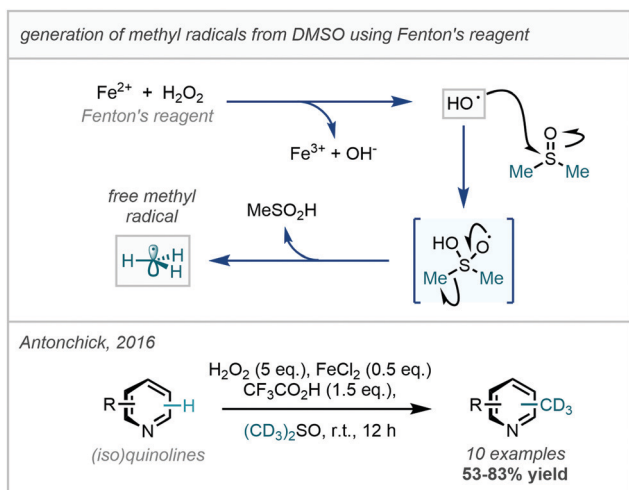 generation of methyl radicals from DMSO using Fenton's reagent
Fe²⁺ + H₂O₂
Fenton's reagent
Fe³⁺ + OH⁻
HO•
O
S
Me Me
free methyl
radical
MeSO₂H
H H
H
HO O
S
Me Me
Antonchick, 2016
R H
N
(iso)quinolines
H₂O₂ (5 eq.), FeCl₂ (0.5 eq.)
CF₃CO₂H (1.5 eq.),
(CD₃)₂SO, r.t., 12 h
R CD₃
N
10 examples
53-83% yield